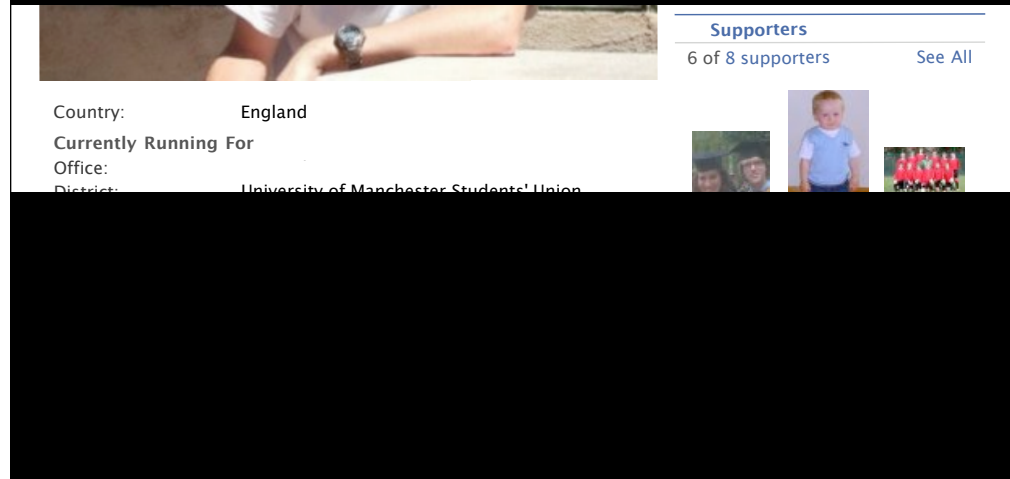 Supporters
6 of 8 supporters See All
Country: England
Currently Running For
Office:
District: University of Manchester Students' Union